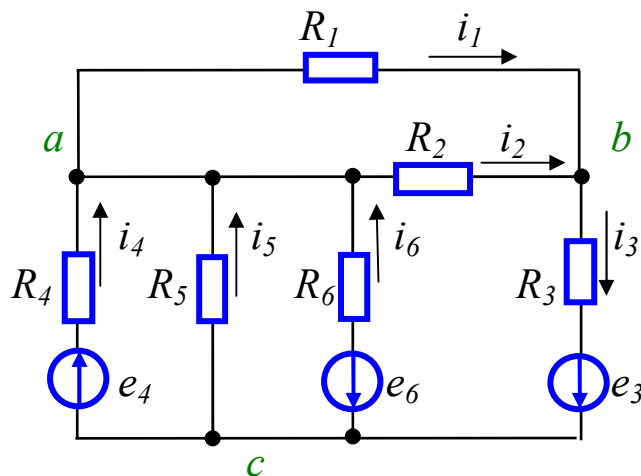 R₁ i₁
a R₂ i₂ b
i₄ i₅ i₆ i₃
R₄ R₅ R₆ R₃
e₄ e₆ e₃
c